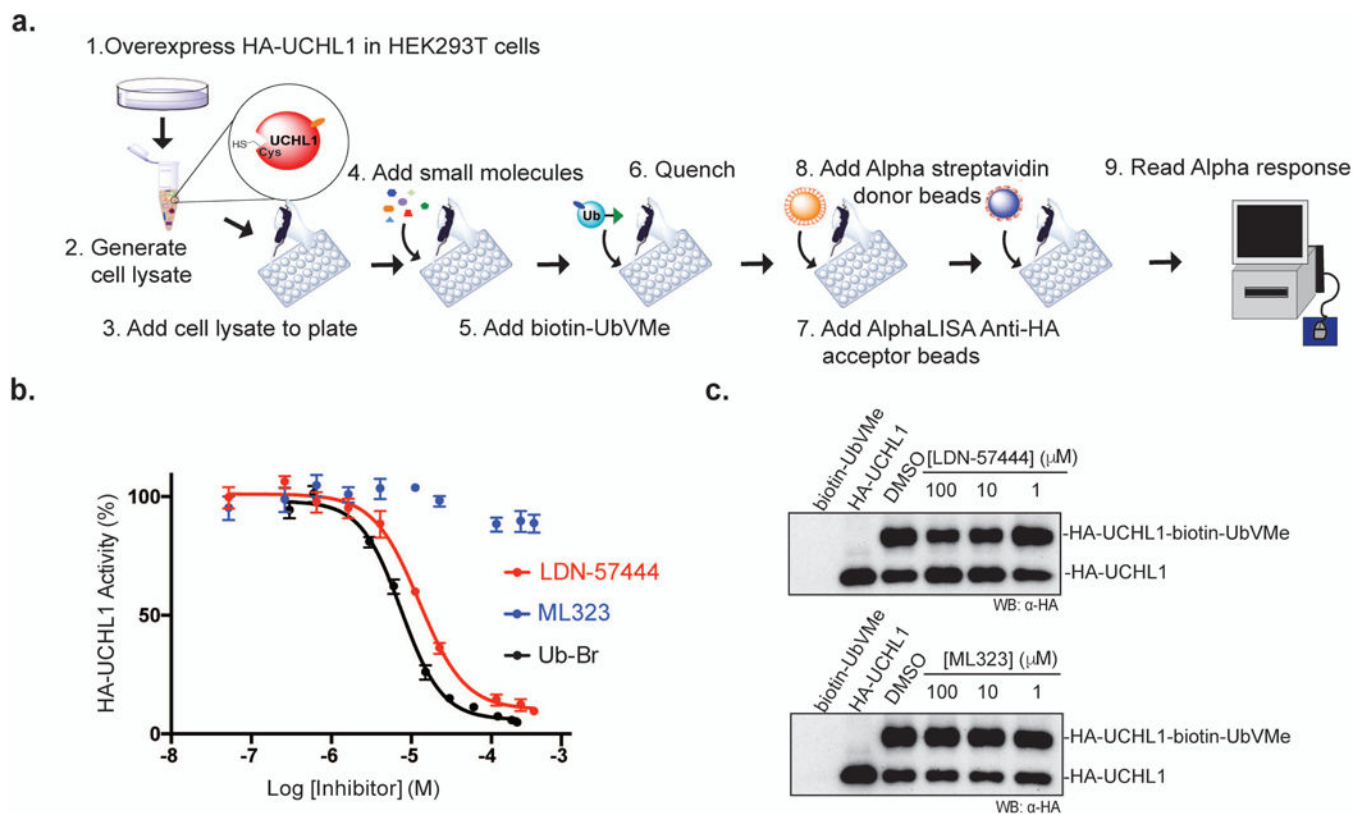 a.
1.Overexpress HA-UCHL1 in HEK293T cells
HS
Cys
UCHL1
2. Generate
cell lysate
3. Add cell lysate to plate
4. Add small molecules
5. Add biotin-UbVMe
Ub
6. Quench
7. Add AlphaLISA Anti-HA
acceptor beads
8. Add Alpha streptavidin
donor beads
9. Read Alpha response
b.
HA-UCHL1 Activity (%)
100
50
0
-8
-7
-6
-5
-4
-3
Log [Inhibitor] (M)
LDN-57444
ML323
Ub-Br
c.
biotin-UbVMe
HA-UCHL1
DMSO
[LDN-57444] (μM)
100 10 1
-HA-UCHL1-biotin-UbVMe
-HA-UCHL1
WB: α-HA
biotin-UbVMe
HA-UCHL1
DMSO
[ML323] (μM)
100 10 1
-HA-UCHL1-biotin-UbVMe
-HA-UCHL1
WB: α-HA